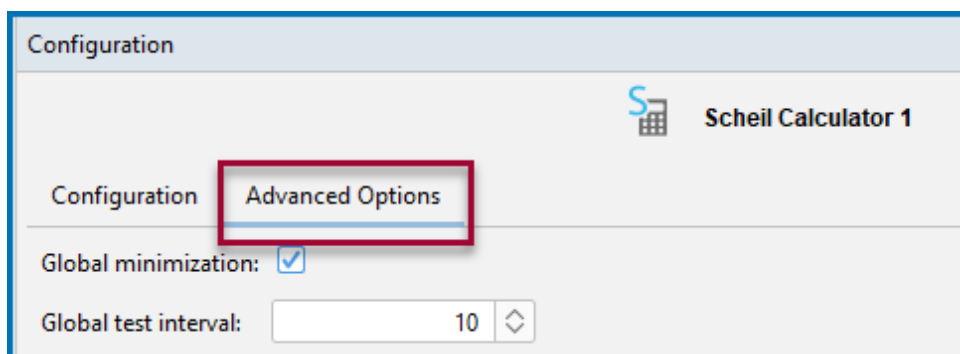 Configuration
Scheil Calculator 1
Configuration Advanced Options
Global minimization:
Global test interval: 10